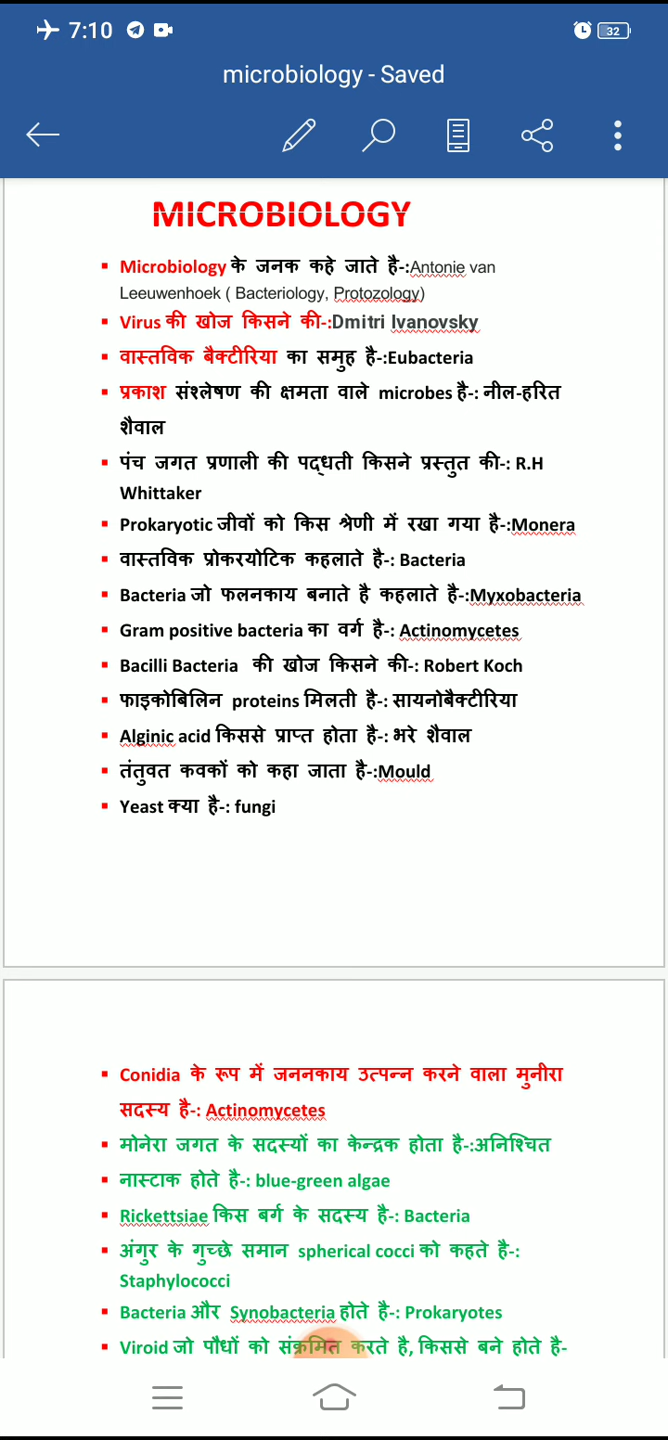 7:10
32
microbiology - Saved
MICROBIOLOGY
▪ Microbiology के जनक कहे जाते है-:Antonie van
Leeuwenhoek ( Bacteriology, Protozology)
▪ Virus की खोज किसने की-:Dmitri Ivanovsky
▪ वास्तविक बैक्टीरिया का समुह है-:Eubacteria
▪ प्रकाश संश्लेषण की क्षमता वाले microbes है-: नील-हरित
शैवाल
▪ पंच जगत प्रणाली की पद्धती किसने प्रस्तुत की-: R.H
Whittaker
▪ Prokaryotic जीवों को किस श्रेणी में रखा गया है-:Monera
▪ वास्तविक प्रोकरयोटिक कहलाते है-: Bacteria
▪ Bacteria जो फलनकाय बनाते है कहलाते है-:Myxobacteria
▪ Gram positive bacteria का वर्ग है-: Actinomycetes
▪ Bacilli Bacteria की खोज किसने की-: Robert Koch
▪ फाइकोबिलिन proteins मिलती है-: सायनोबैक्टीरिया
▪ Alginic acid किससे प्राप्त होता है-: भरे शैवाल
▪ तंतुवत कवकों को कहा जाता है-:Mould
▪ Yeast क्या है-: fungi
▪ Conidia के रूप में जननकाय उत्पन्न करने वाला मुनीरा
सदस्य है-: Actinomycetes
▪ मोनेरा जगत के सदस्यों का केन्द्रक होता है-:अनिश्चित
▪ नास्टाक होते है-: blue-green algae
▪ Rickettsiae किस बर्ग के सदस्य है-: Bacteria
▪ अंगुर के गुच्छे समान spherical cocci को कहते है-:
Staphylococci
▪ Bacteria और Synobacteria होते है-: Prokaryotes
▪ Viroid जो पौधों को संक्रमित करते है, किससे बने होते है-